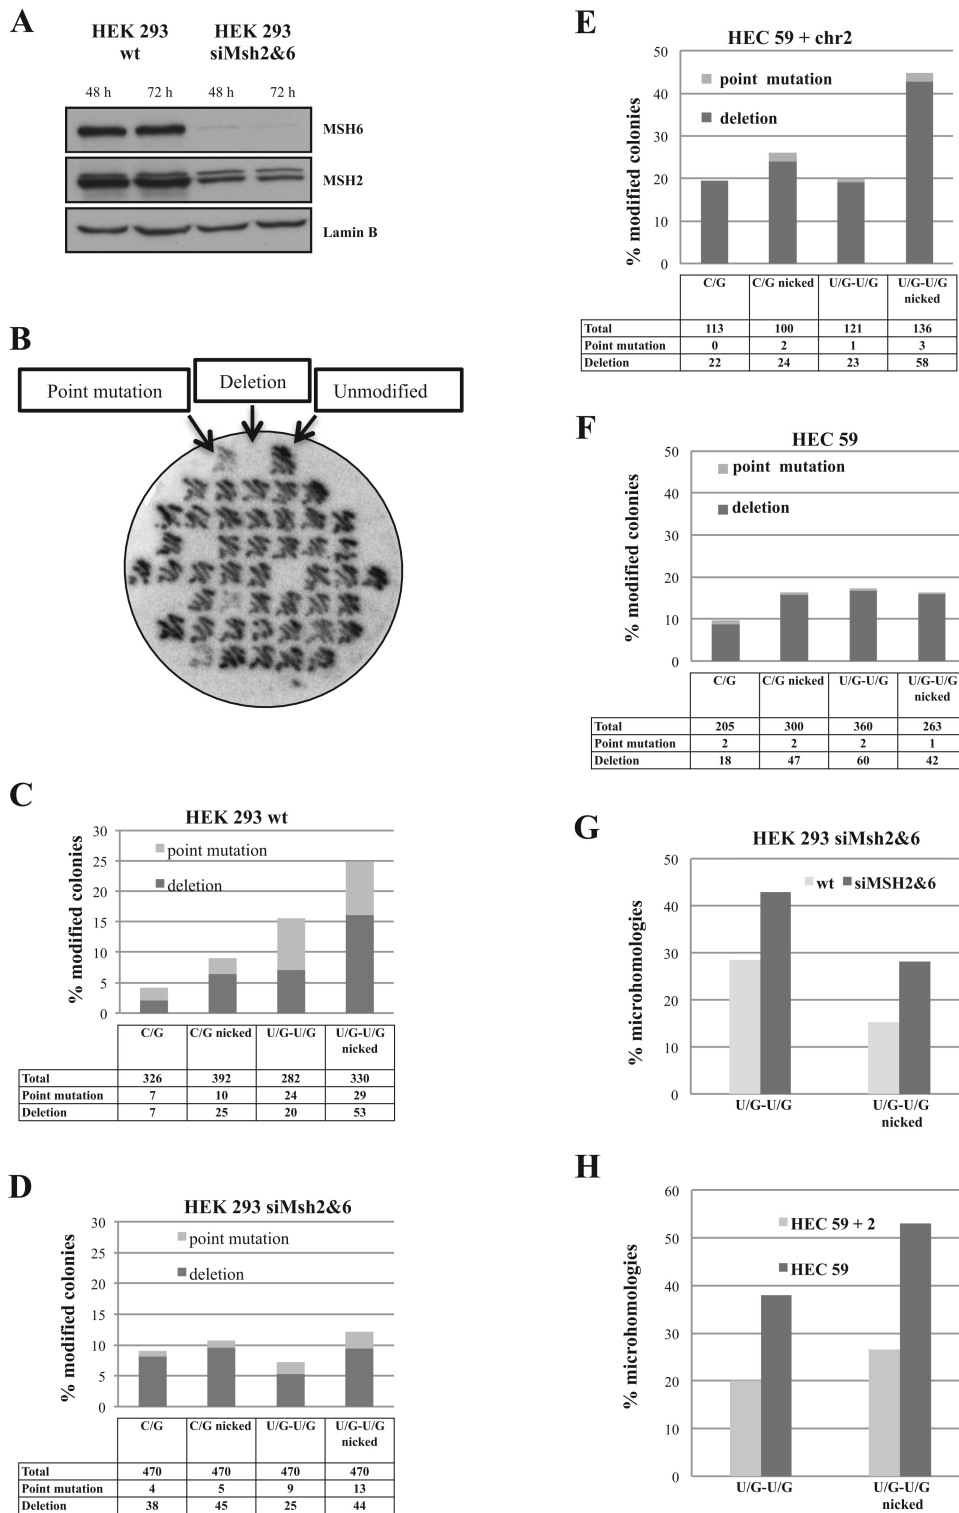 A
HEK 293 wt
HEK 293 siMsh2&6
48 h 72 h 48 h 72 h
MSH6
MSH2
Lamin B
B
Point mutation
Deletion
Unmodified
C
HEK 293 wt
point mutation
deletion
% modified colonies
30
25
20
15
10
5
0
C/G C/G nicked U/G-U/G U/G-U/G nicked
Total 326 392 282 330
Point mutation 7 10 24 29
Deletion 7 25 20 53
D
HEK 293 siMsh2&6
point mutation
deletion
% modified colonies
30
25
20
15
10
5
0
C/G C/G nicked U/G-U/G U/G-U/G nicked
Total 470 470 470 470
Point mutation 4 5 9 13
Deletion 38 45 25 44
E
HEC 59 + chr2
point mutation
deletion
% modified colonies
50
40
30
20
10
0
C/G C/G nicked U/G-U/G U/G-U/G nicked
Total 113 100 121 136
Point mutation 0 2 1 3
Deletion 22 24 23 58
F
HEC 59
point mutation
deletion
% modified colonies
50
40
30
20
10
0
C/G C/G nicked U/G-U/G U/G-U/G nicked
Total 205 300 360 263
Point mutation 2 2 2 1
Deletion 18 47 60 42
G
HEK 293 siMsh2&6
wt siMSH2&6
% microhomologies
50
40
30
20
10
0
U/G-U/G U/G-U/G nicked
H
HEC 59 + 2
HEC 59
% microhomologies
60
50
40
30
20
10
0
U/G-U/G U/G-U/G nicked